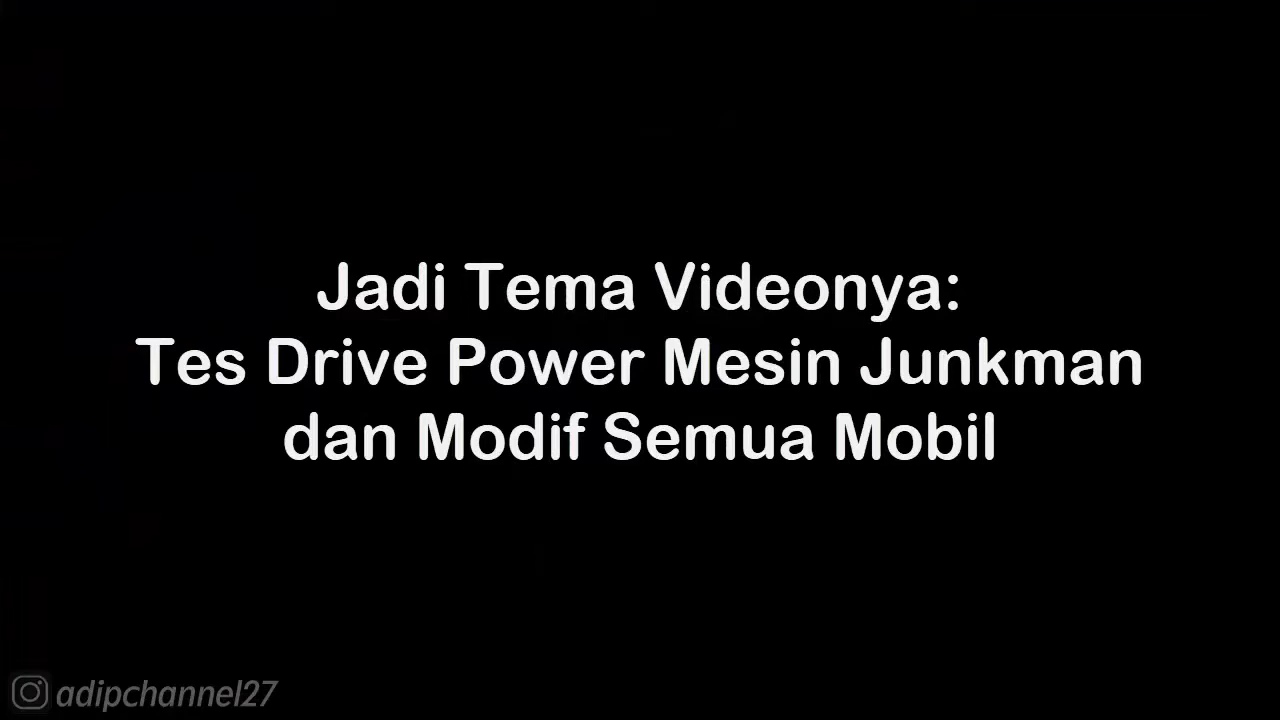 Jadi Tema Videonya:
Tes Drive Power Mesin Junkman
dan Modif Semua Mobil
adipchannel27